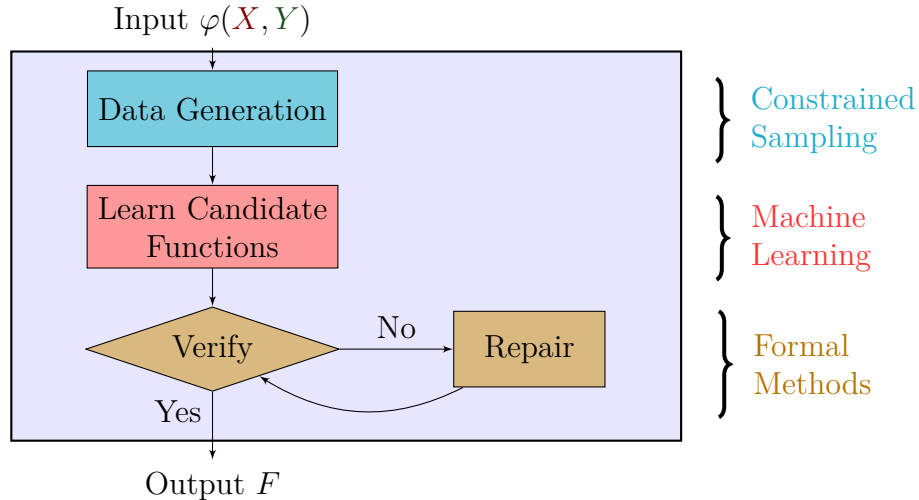 Input φ(X, Y)
Data Generation
Constrained
Sampling
Learn Candidate
Functions
Machine
Learning
Verify
No
Repair
Formal
Methods
Yes
Output F